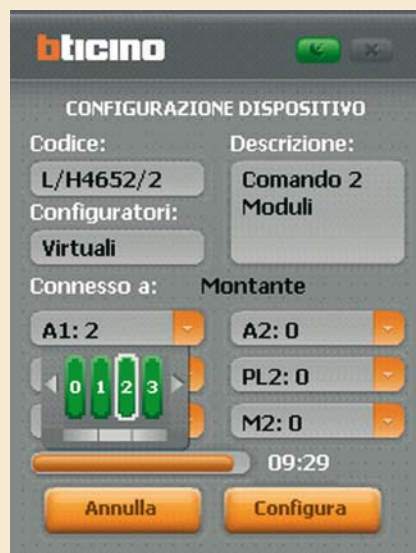 bticino
CONFIGURAZIONE DISPOSITIVO
Codice:
Descrizione:
L/H4652/2
Comando 2
Moduli
Configuratori:
Virtuali
Connesso a:
Montante
A1: 2
A2: 0
0 1 2 3
PL2: 0
M2: 0
09:29
Annulla
Configura